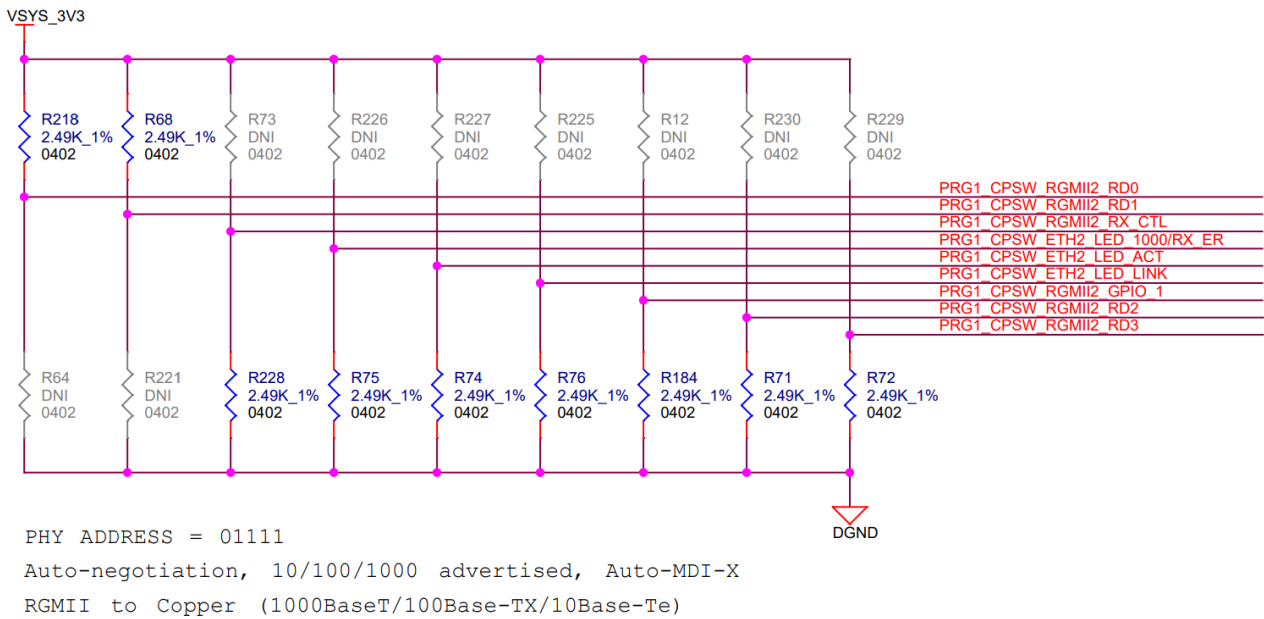 VSYS_3V3
R218
2.49K_1%
0402
R68
2.49K_1%
0402
R73
DNI
0402
R226
DNI
0402
R227
DNI
0402
R225
DNI
0402
R12
DNI
0402
R230
DNI
0402
R229
DNI
0402
PRG1_CPSW_RGMII2_RD0
PRG1_CPSW_RGMII2_RD1
PRG1_CPSW_RGMII2_RX_CTL
PRG1_CPSW_ETH2_LED_1000/RX_ER
PRG1_CPSW_ETH2_LED_ACT
PRG1_CPSW_ETH2_LED_LINK
PRG1_CPSW_RGMII2_GPIO_1
PRG1_CPSW_RGMII2_RD2
PRG1_CPSW_RGMII2_RD3
R64
DNI
0402
R221
DNI
0402
R228
2.49K_1%
0402
R75
2.49K_1%
0402
R74
2.49K_1%
0402
R76
2.49K_1%
0402
R184
2.49K_1%
0402
R71
2.49K_1%
0402
R72
2.49K_1%
0402
DGND
PHY ADDRESS = 01111
Auto-negotiation, 10/100/1000 advertised, Auto-MDI-X
RGMII to Copper (1000BaseT/100Base-TX/10Base-Te)